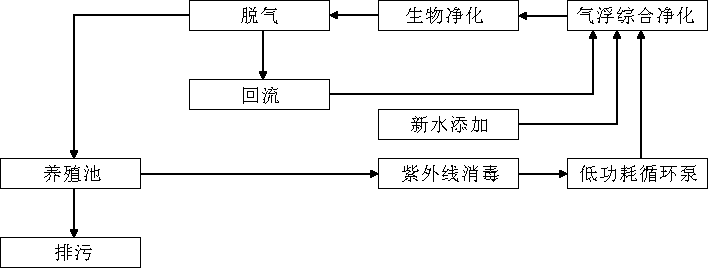 脱气
生物净化
气浮综合净化
回流
新水添加
养殖池
紫外线消毒
低功耗循环泵
排污